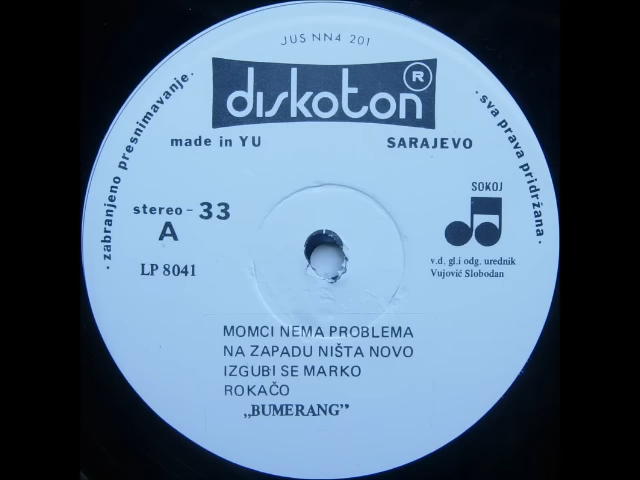 JUS NN4 201
diskoton ®
· zabranjeno presnimavanje ·
· sva prava pridržana ·
made in YU
SARAJEVO
stereo - 33
A
LP 8041
SOKOJ
v.d. gl.i odg. urednik
Vujović Slobodan
MOMCI NEMA PROBLEMA
NA ZAPADU NIŠTA NOVO
IZGUBI SE MARKO
ROKAČO
„BUMERANG”